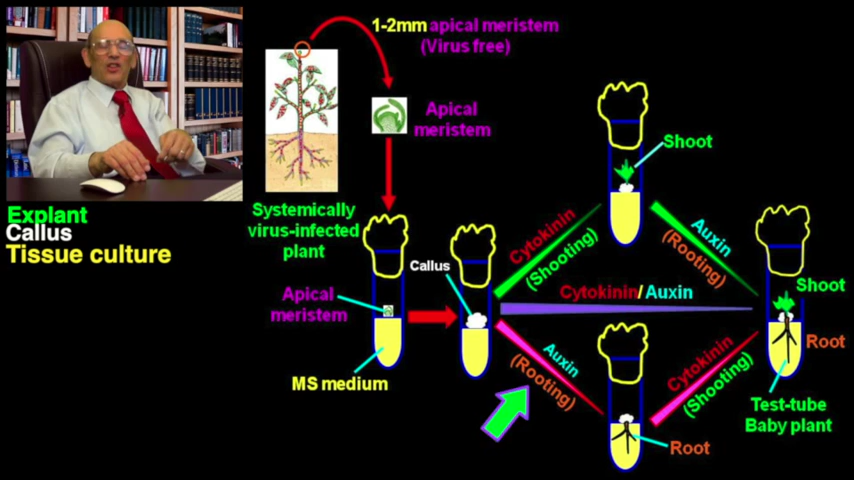 1-2mm apical meristem
(Virus free)
Apical
meristem
Shoot
Explant
Callus
Tissue culture
Systemically
virus-infected
plant
Cytokinin
(Shooting)
Auxin
(Rooting)
Callus
Apical
meristem
Cytokinin/Auxin
Shoot
Root
MS medium
Auxin
(Rooting)
Cytokinin
(Shooting)
Test-tube
Baby plant
Root